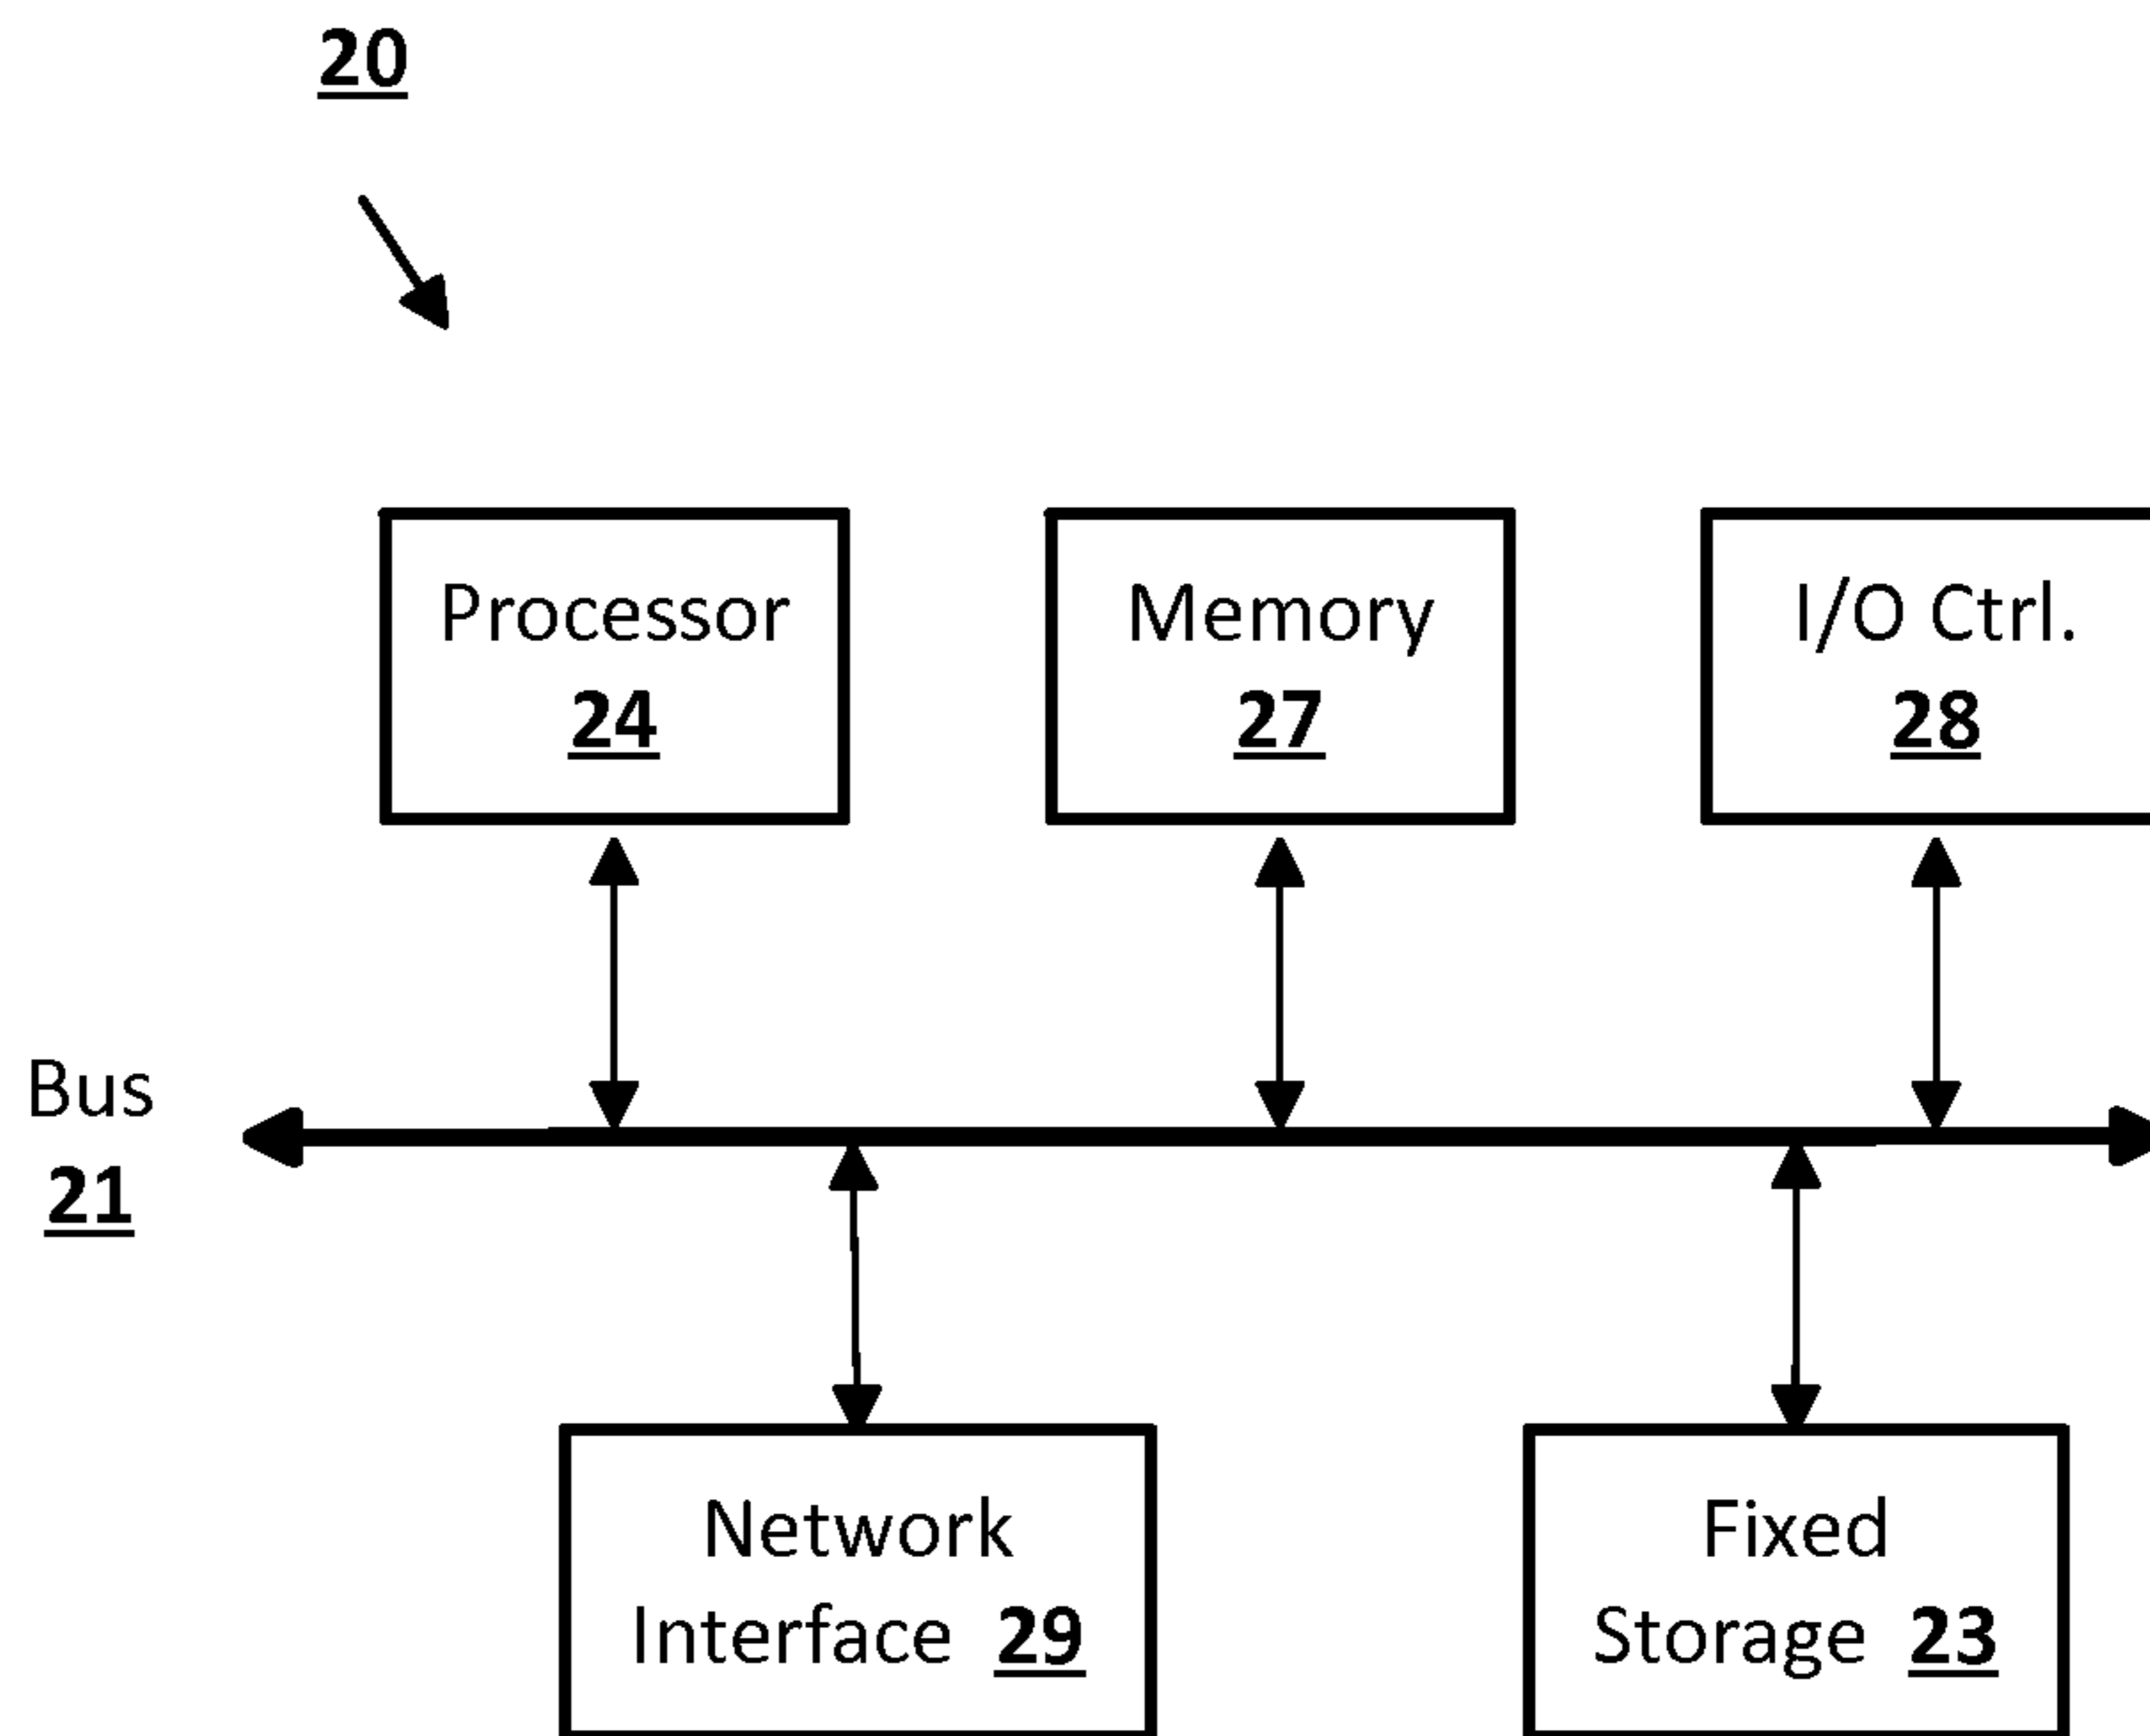 20
Processor
24
Memory
27
I/O Ctrl.
28
Bus
21
Network
Interface 29
Fixed
Storage 23